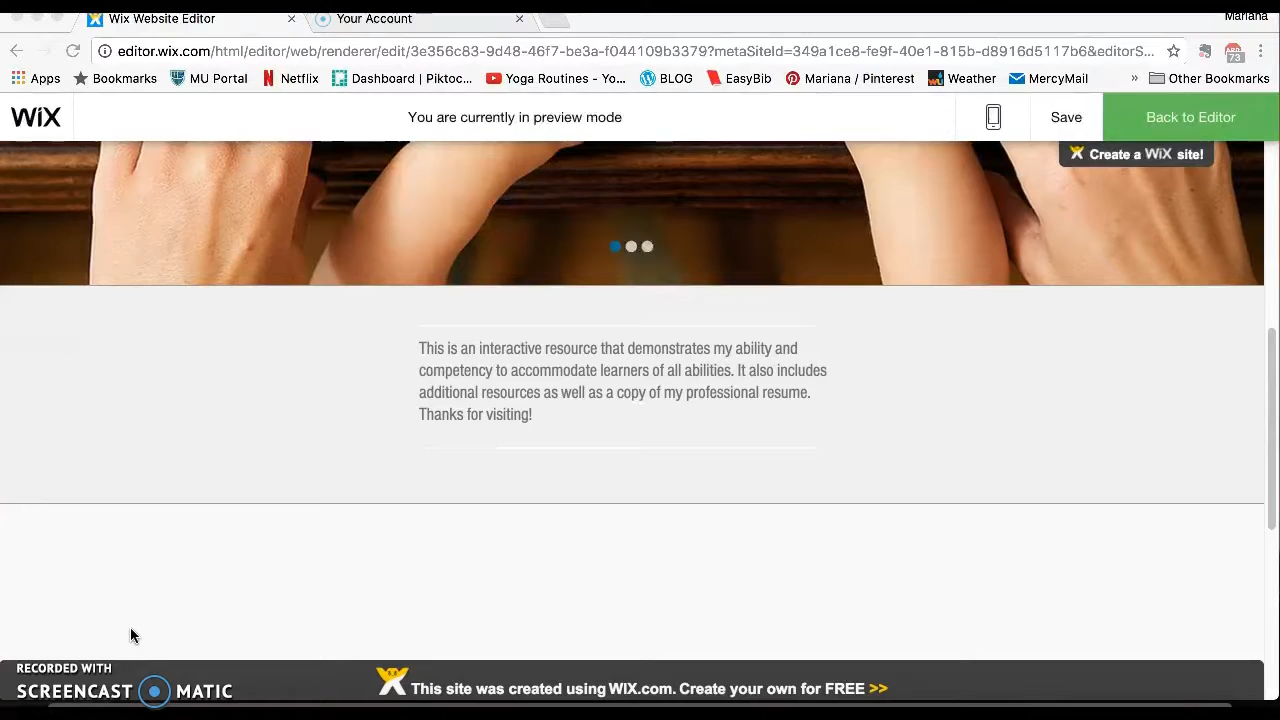 Wix Website Editor
Your Account
Mariana
editor.wix.com/html/editor/web/renderer/edit/3e356c83-9d48-46f7-be3a-f044109b3379?metaSiteId=349a1ce8-fe9f-40e1-815b-d8916d5117b6&editorS...
73
Apps Bookmarks MU Portal Netflix Dashboard | Piktoc... Yoga Routines - Yo... BLOG EasyBib Mariana / Pinterest Weather MercyMail » Other Bookmarks
WiX You are currently in preview mode Save Back to Editor
Create a WiX site!
This is an interactive resource that demonstrates my ability and
competency to accommodate learners of all abilities. It also includes
additional resources as well as a copy of my professional resume.
Thanks for visiting!
RECORDED WITH
SCREENCAST MATIC
This site was created using WIX.com. Create your own for FREE >>